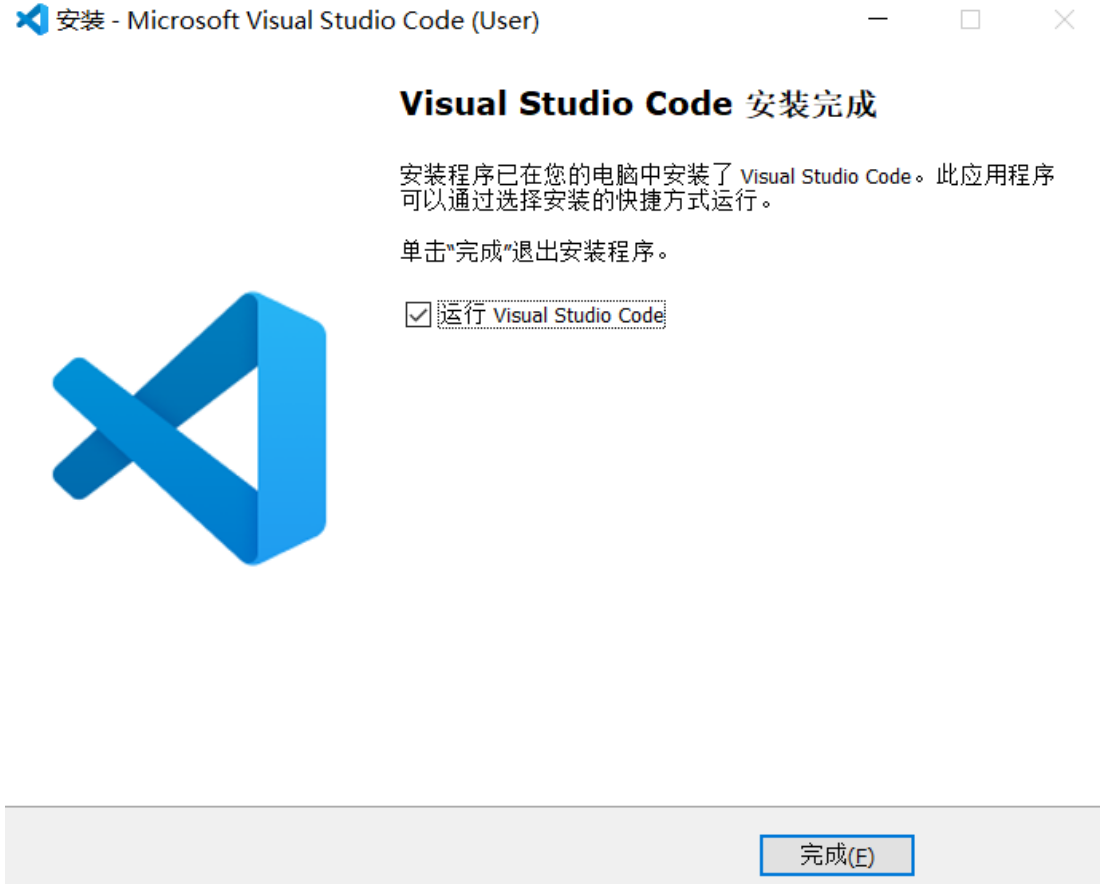 安装 - Microsoft Visual Studio Code (User)
Visual Studio Code 安装完成
安装程序已在您的电脑中安装了 Visual Studio Code。此应用程序
可以通过选择安装的快捷方式运行。
单击“完成”退出安装程序。
运行 Visual Studio Code
完成(F)